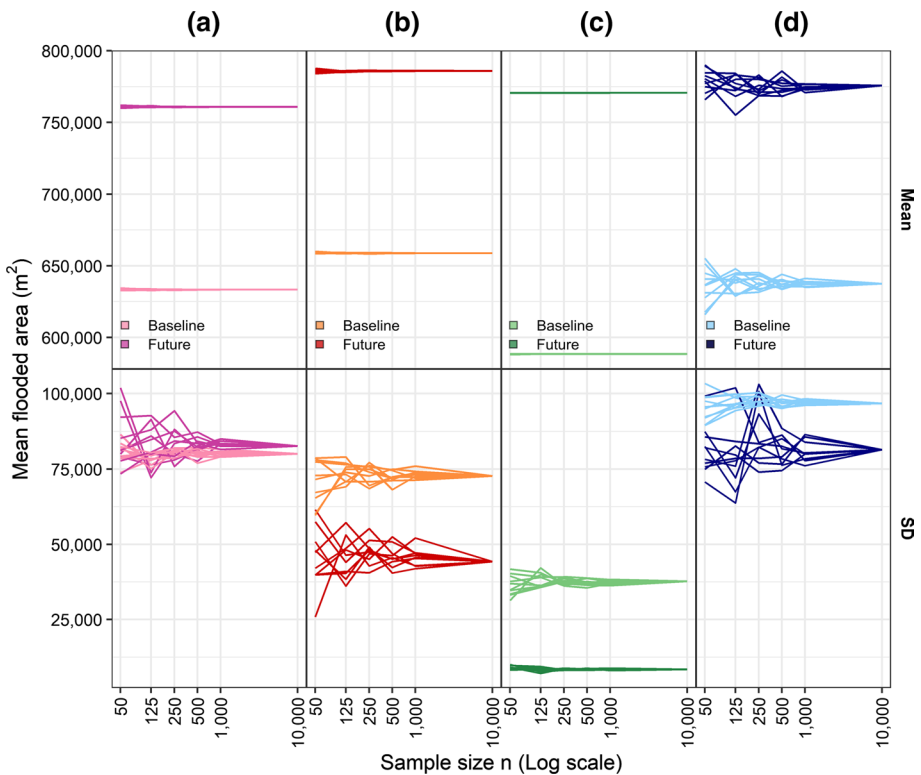 (a) (b) (c) (d)
800,000
750,000
700,000
650,000
600,000
100,000
75,000
50,000
25,000
Mean flooded area (m²)
Mean
SD
Baseline
Future
Baseline
Future
Baseline
Future
Baseline
Future
50 125 250 500 1,000 10,000
50 125 250 500 1,000 10,000
50 125 250 500 1,000 10,000
50 125 250 500 1,000 10,000
Sample size n (Log scale)